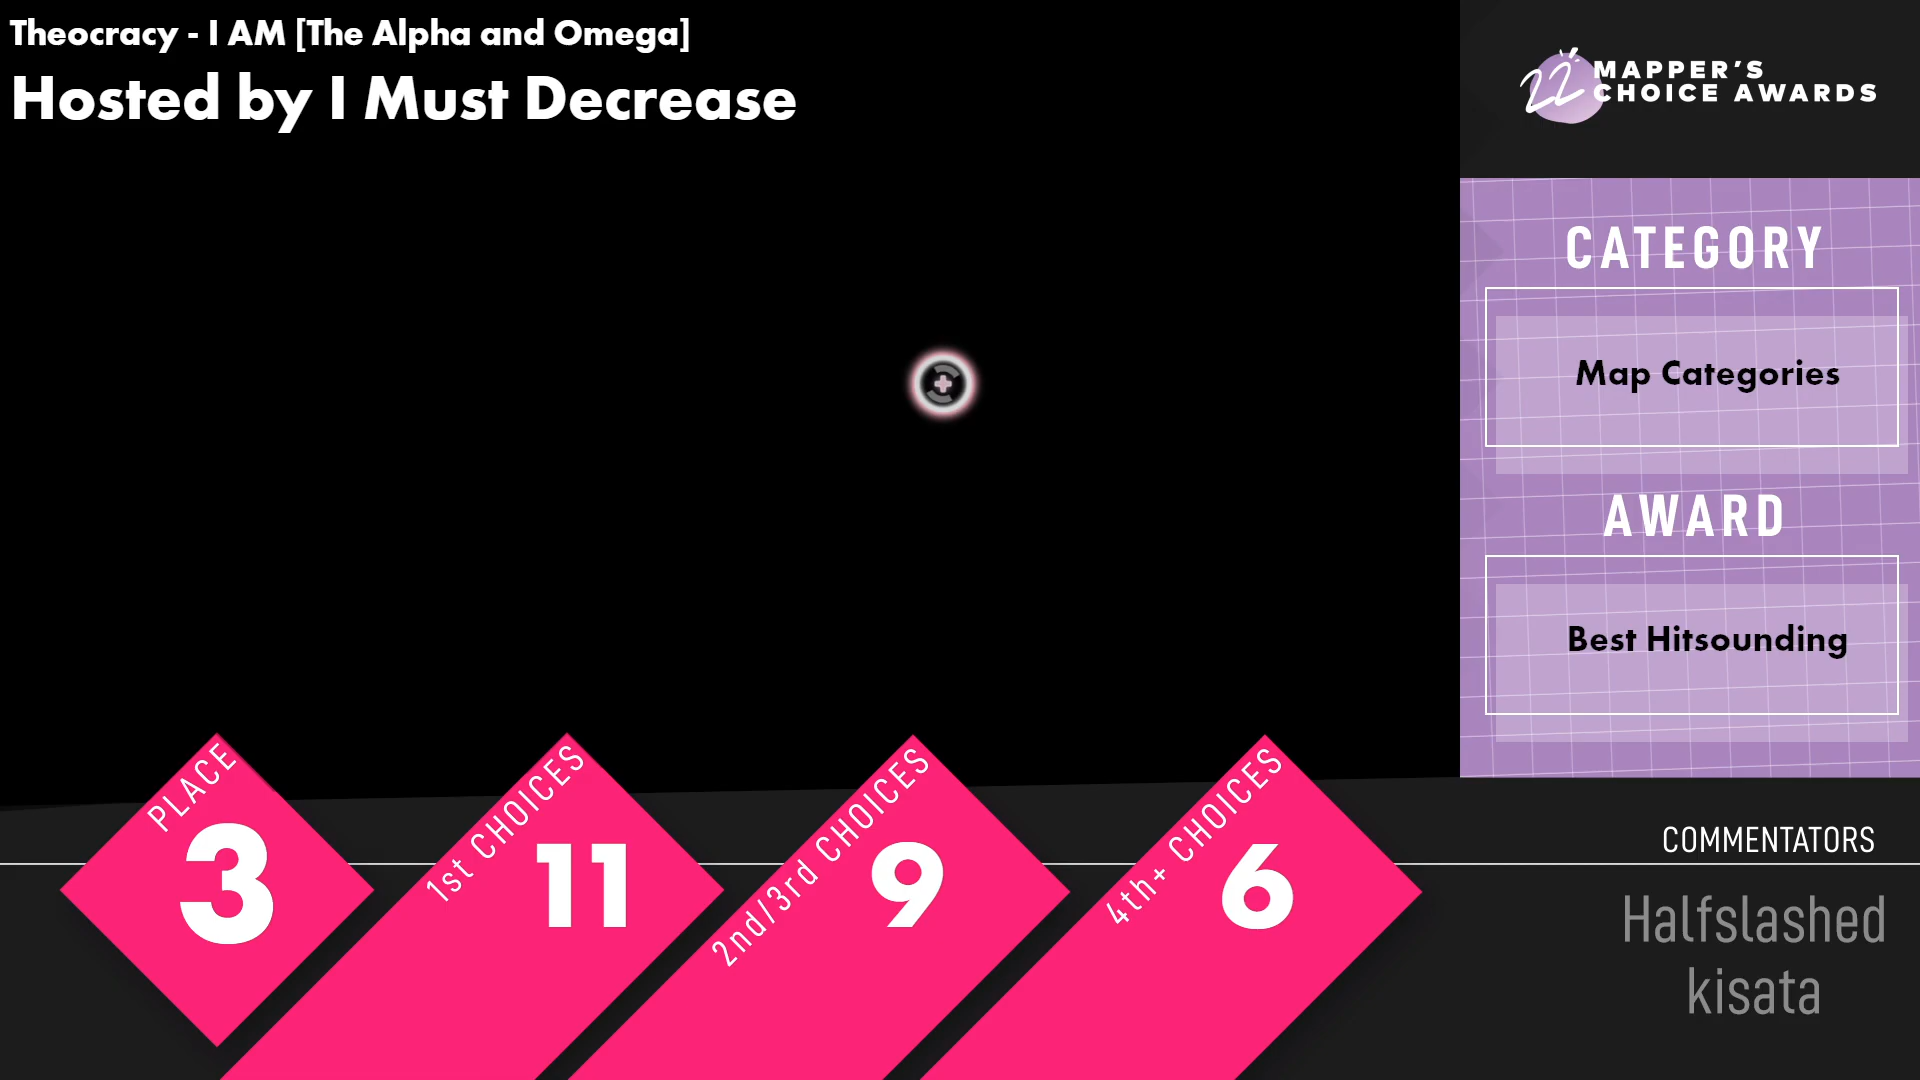 Theocracy - I AM [The Alpha and Omega]
Hosted by I Must Decrease
22'
MAPPER'S
CHOICE AWARDS
CATEGORY
Map Categories
AWARD
Best Hitsounding
PLACE
3
1st CHOICES
11
2nd/3rd CHOICES
9
4th+ CHOICES
6
COMMENTATORS
Halfslashed
kisata